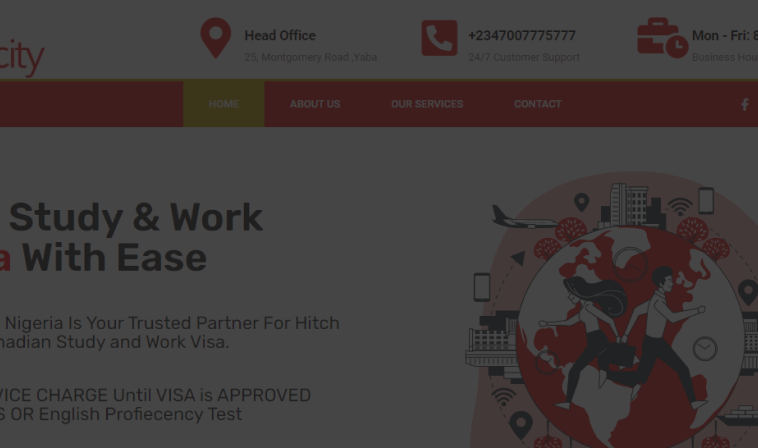 city
Head Office
25, Montgomery Road ,Yaba
+2347007775777
24/7 Customer Support
Mon - Fri: 8
Business Hou
HOME
ABOUT US
OUR SERVICES
CONTACT
Study & Work
a With Ease
Nigeria Is Your Trusted Partner For Hitch
nadian Study and Work Visa.
VICE CHARGE Until VISA is APPROVED
S OR English Profiecency Test